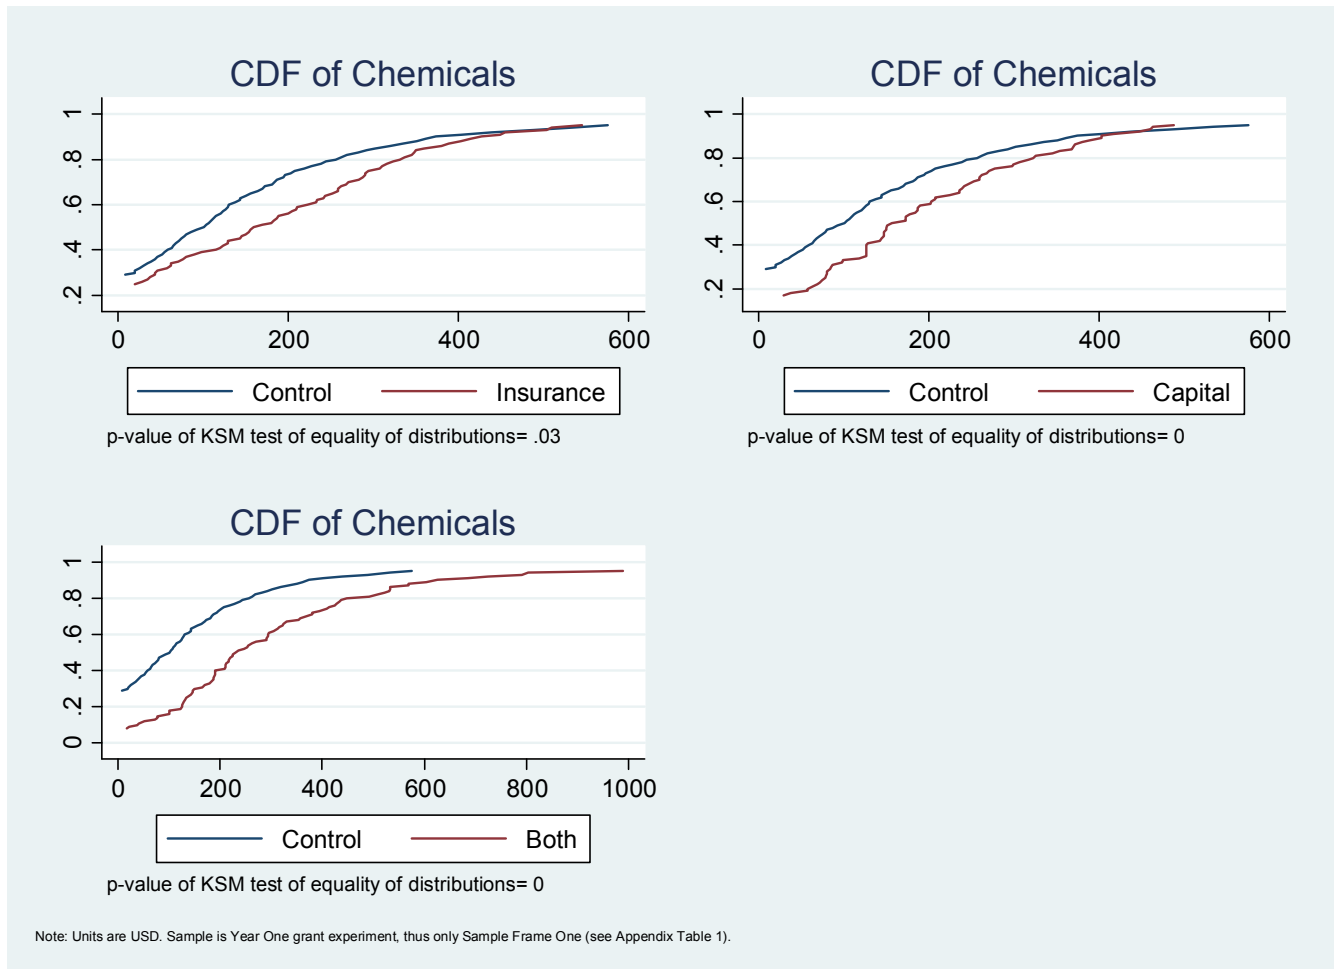 CDF of Chemicals
1
.8
.6
.4
.2
0 200 400 600
Control Insurance
p-value of KSM test of equality of distributions= .03
CDF of Chemicals
1
.8
.6
.4
.2
0 200 400 600
Control Capital
p-value of KSM test of equality of distributions= 0
CDF of Chemicals
1
.8
.6
.4
.2
0
0 200 400 600 800 1000
Control Both
p-value of KSM test of equality of distributions= 0
Note: Units are USD. Sample is Year One grant experiment, thus only Sample Frame One (see Appendix Table 1).